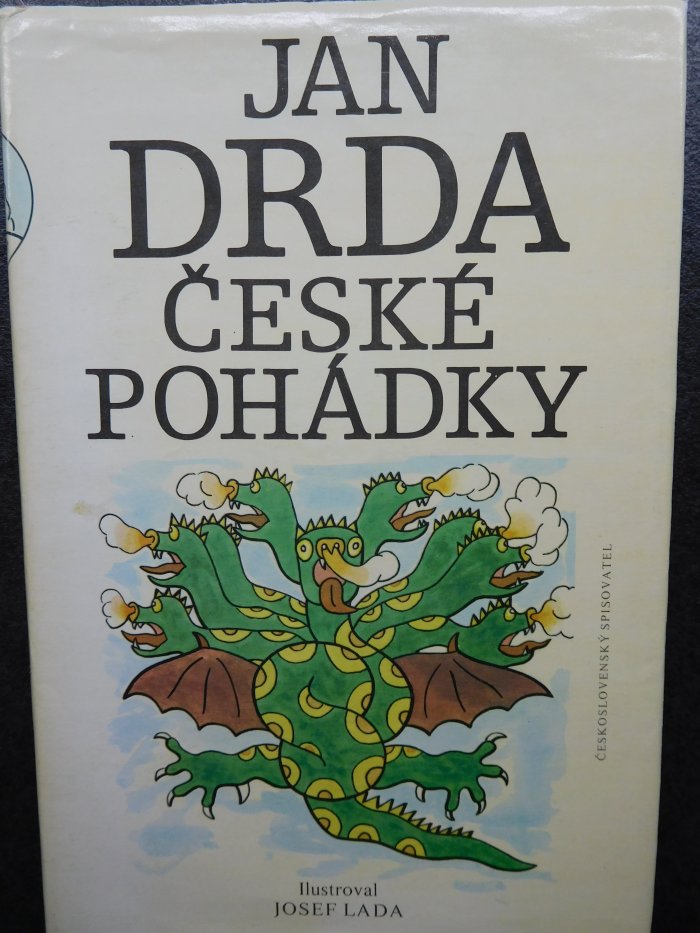 JAN
DRDA
ČESKÉ
POHÁDKY
ČESKOSLOVENSKÝ SPISOVATEL
Ilustroval
JOSEF LADA